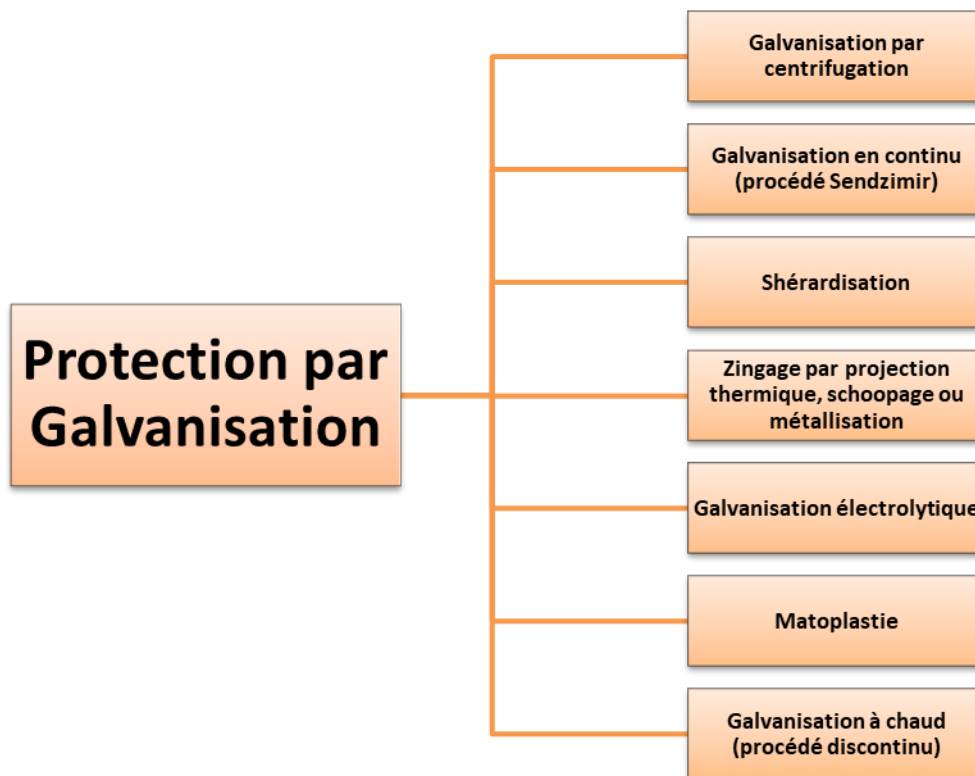 Galvanisation par
centrifugation
Galvanisation en continu
(procédé Sendzimir)
Shérardisation
Protection par
Galvanisation
Zingage par projection
thermique, schoopage ou
métallisation
Galvanisation électrolytique
Matoplastie
Galvanisation à chaud
(procédé discontinu)